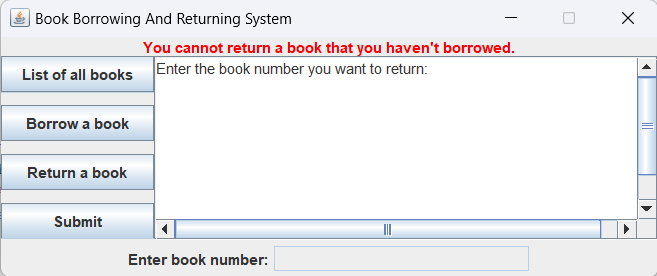 Book Borrowing And Returning System
You cannot return a book that you haven't borrowed.
List of all books
Enter the book number you want to return:
Borrow a book
Return a book
Submit
Enter book number: